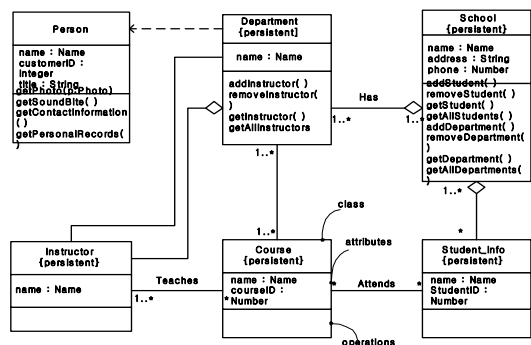 Person
name : Name
customerID :
Integer
title : String
getPhoto(p:Photo)
getSoundBite( )
getContactInformation
( )
getPersonalRecords(
)
Department
{persistent}
name : Name
addInstructor( )
removeInstructor(
)
getInstructor( )
getAllInstructors
School
{persistent}
name : Name
address : String
phone : Number
addStudent( )
removeStudent( )
getStudent( )
getAllStudents( )
addDepartment( )
removeDepartment(
)
getDepartment( )
getAllDepartments(
)
Has
1..*
1..*
1..*
1..*
1..*
*
class
attributes
operations
Instructor
{persistent}
name : Name
Teaches
1..*
*
Course
{persistent}
name : Name
courseID :
Number
Attends
*
*
Student_Info
{persistent}
name : Name
StudentID :
Number